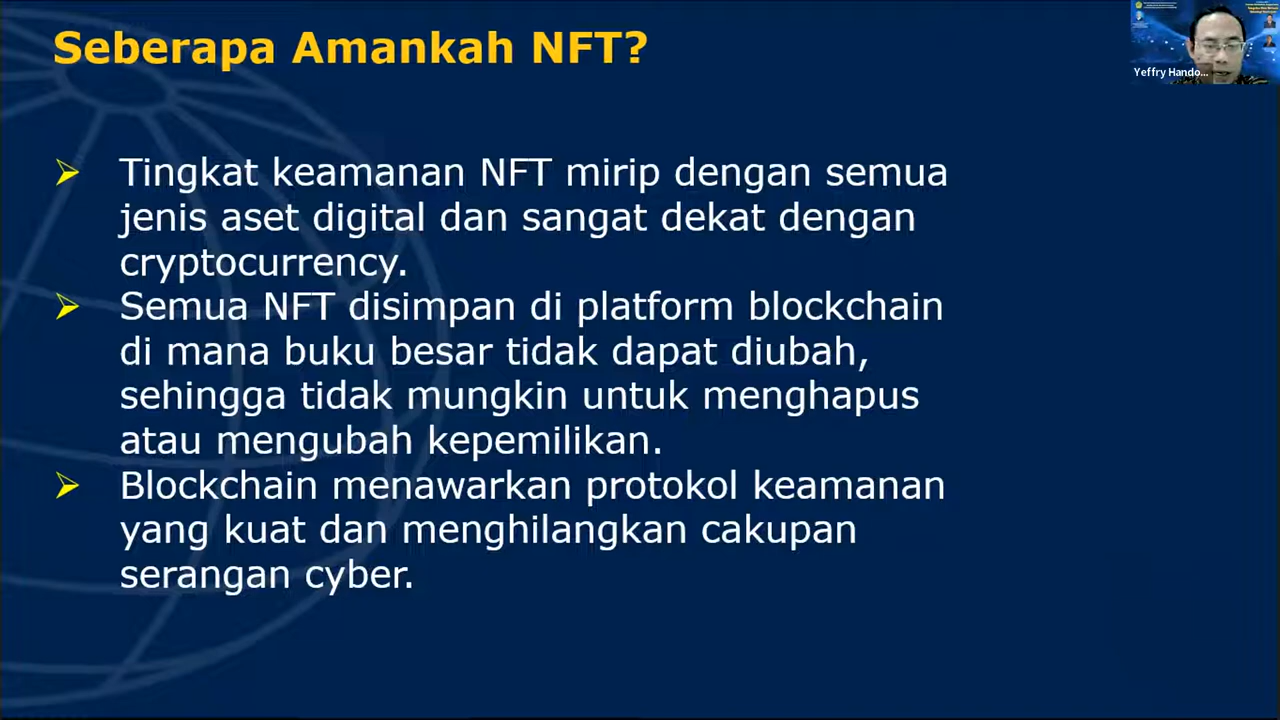 Seberapa Amankah NFT?
Yeffry Hando...
Tingkat keamanan NFT mirip dengan semua
jenis aset digital dan sangat dekat dengan
cryptocurrency.
Semua NFT disimpan di platform blockchain
di mana buku besar tidak dapat diubah,
sehingga tidak mungkin untuk menghapus
atau mengubah kepemilikan.
Blockchain menawarkan protokol keamanan
yang kuat dan menghilangkan cakupan
serangan cyber.